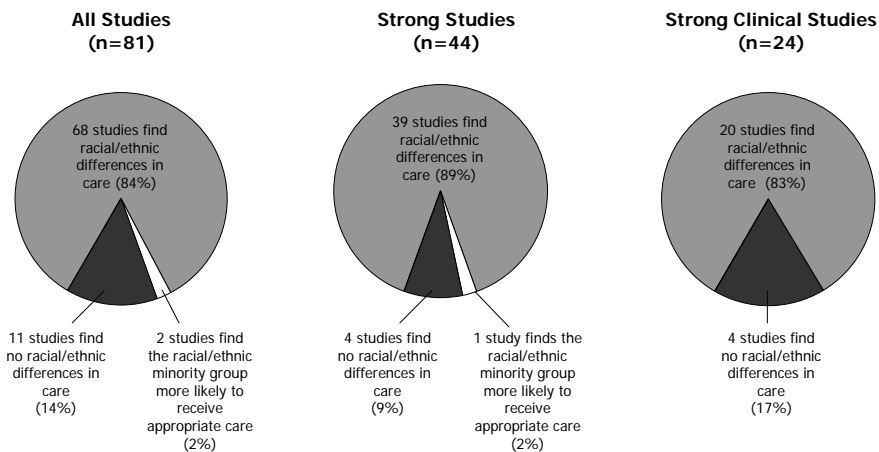 All Studies
(n=81)
68 studies find
racial/ethnic
differences in
care (84%)
11 studies find
no racial/ethnic
differences in
care
(14%)
2 studies find
the racial/ethnic
minority group
more likely to
receive
appropriate care
(2%)
Strong Studies
(n=44)
39 studies find
racial/ethnic
differences in
care (89%)
4 studies find
no racial/ethnic
differences in
care
(9%)
1 study finds the
racial/ethnic
minority group
more likely to
receive
appropriate care
(2%)
Strong Clinical Studies
(n=24)
20 studies find
racial/ethnic
differences in
care (83%)
4 studies find
no racial/ethnic
differences in
care
(17%)